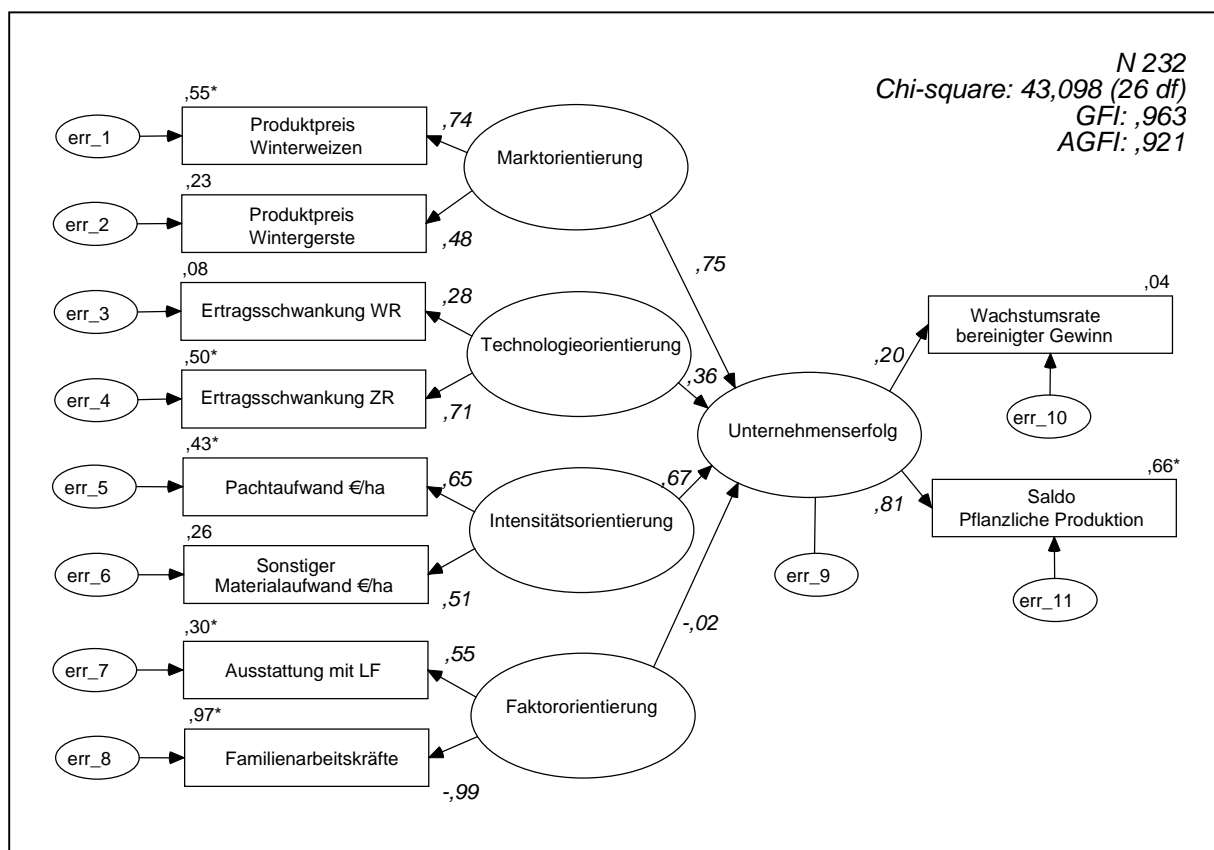 N 232
Chi-square: 43,098 (26 df)
GFI: ,963
AGFI: ,921
,55*
err_1
Produktpreis
Winterweizen
,74
Marktorientierung
,23
err_2
Produktpreis
Wintergerste
,48
,75
,08
err_3
Ertragsschwankung WR
,28
Technologieorientierung
,36
,50*
err_4
Ertragsschwankung ZR
,71
,04
Wachstumsrate
bereinigter Gewinn
,20
err_10
Unternehmenserfolg
,43*
err_5
Pachtaufwand €/ha
,65
Intensitätsorientierung
,67
,26
err_6
Sonstiger
Materialaufwand €/ha
,51
,66*
Saldo
Pflanzliche Produktion
,81
err_9
err_11
-,02
,30*
err_7
Ausstattung mit LF
,55
Faktororientierung
,97*
err_8
Familienarbeitskräfte
-,99